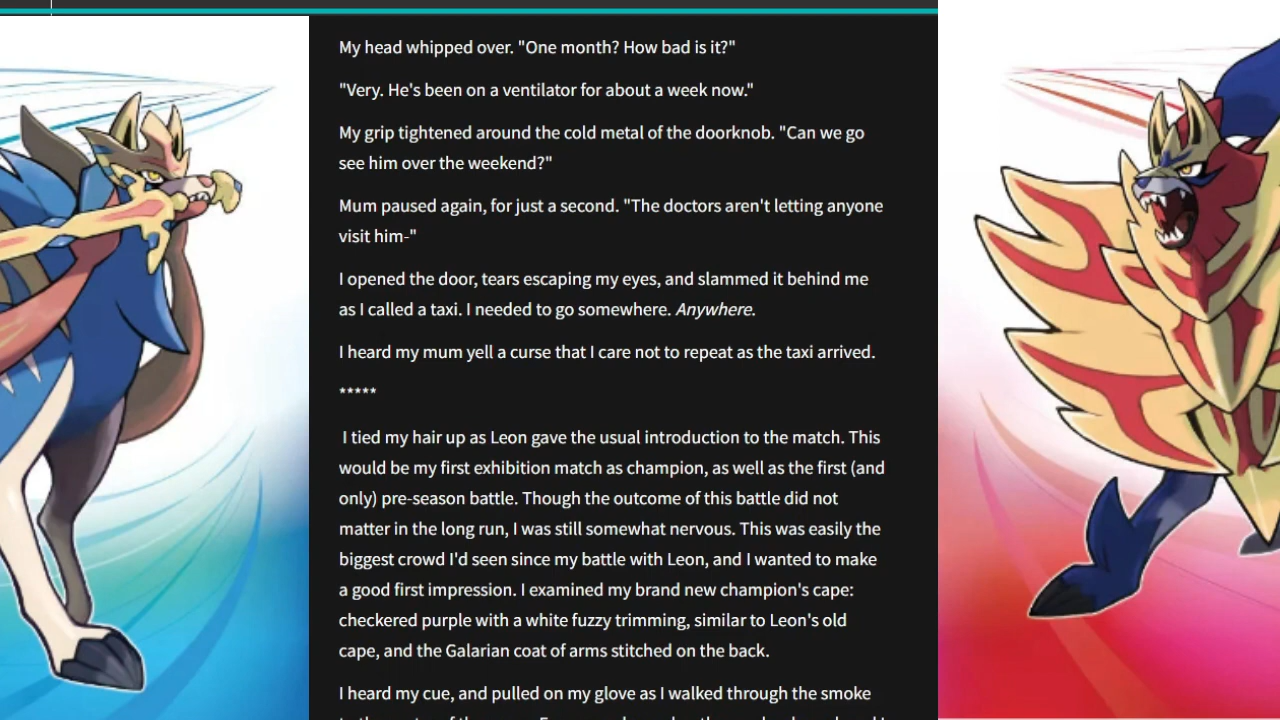 My head whipped over. "One month? How bad is it?"
"Very. He's been on a ventilator for about a week now."
My grip tightened around the cold metal of the doorknob. "Can we go
see him over the weekend?"
Mum paused again, for just a second. "The doctors aren't letting anyone
visit him-"
I opened the door, tears escaping my eyes, and slammed it behind me
as I called a taxi. I needed to go somewhere. Anywhere.
I heard my mum yell a curse that I care not to repeat as the taxi arrived.
*****
I tied my hair up as Leon gave the usual introduction to the match. This
would be my first exhibition match as champion, as well as the first (and
only) pre-season battle. Though the outcome of this battle did not
matter in the long run, I was still somewhat nervous. This was easily the
biggest crowd I'd seen since my battle with Leon, and I wanted to make
a good first impression. I examined my brand new champion's cape:
checkered purple with a white fuzzy trimming, similar to Leon's old
cape, and the Galarian coat of arms stitched on the back.
I heard my cue, and pulled on my glove as I walked through the smoke